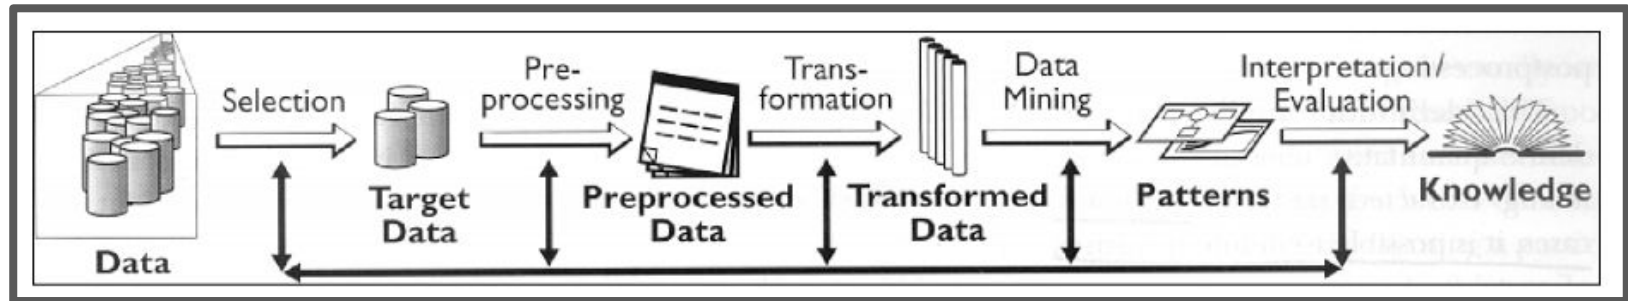 Selection
Pre-
processing
Trans-
formation
Data
Mining
Interpretation/
Evaluation
Data
Target
Data
Preprocessed
Data
Transformed
Data
Patterns
Knowledge